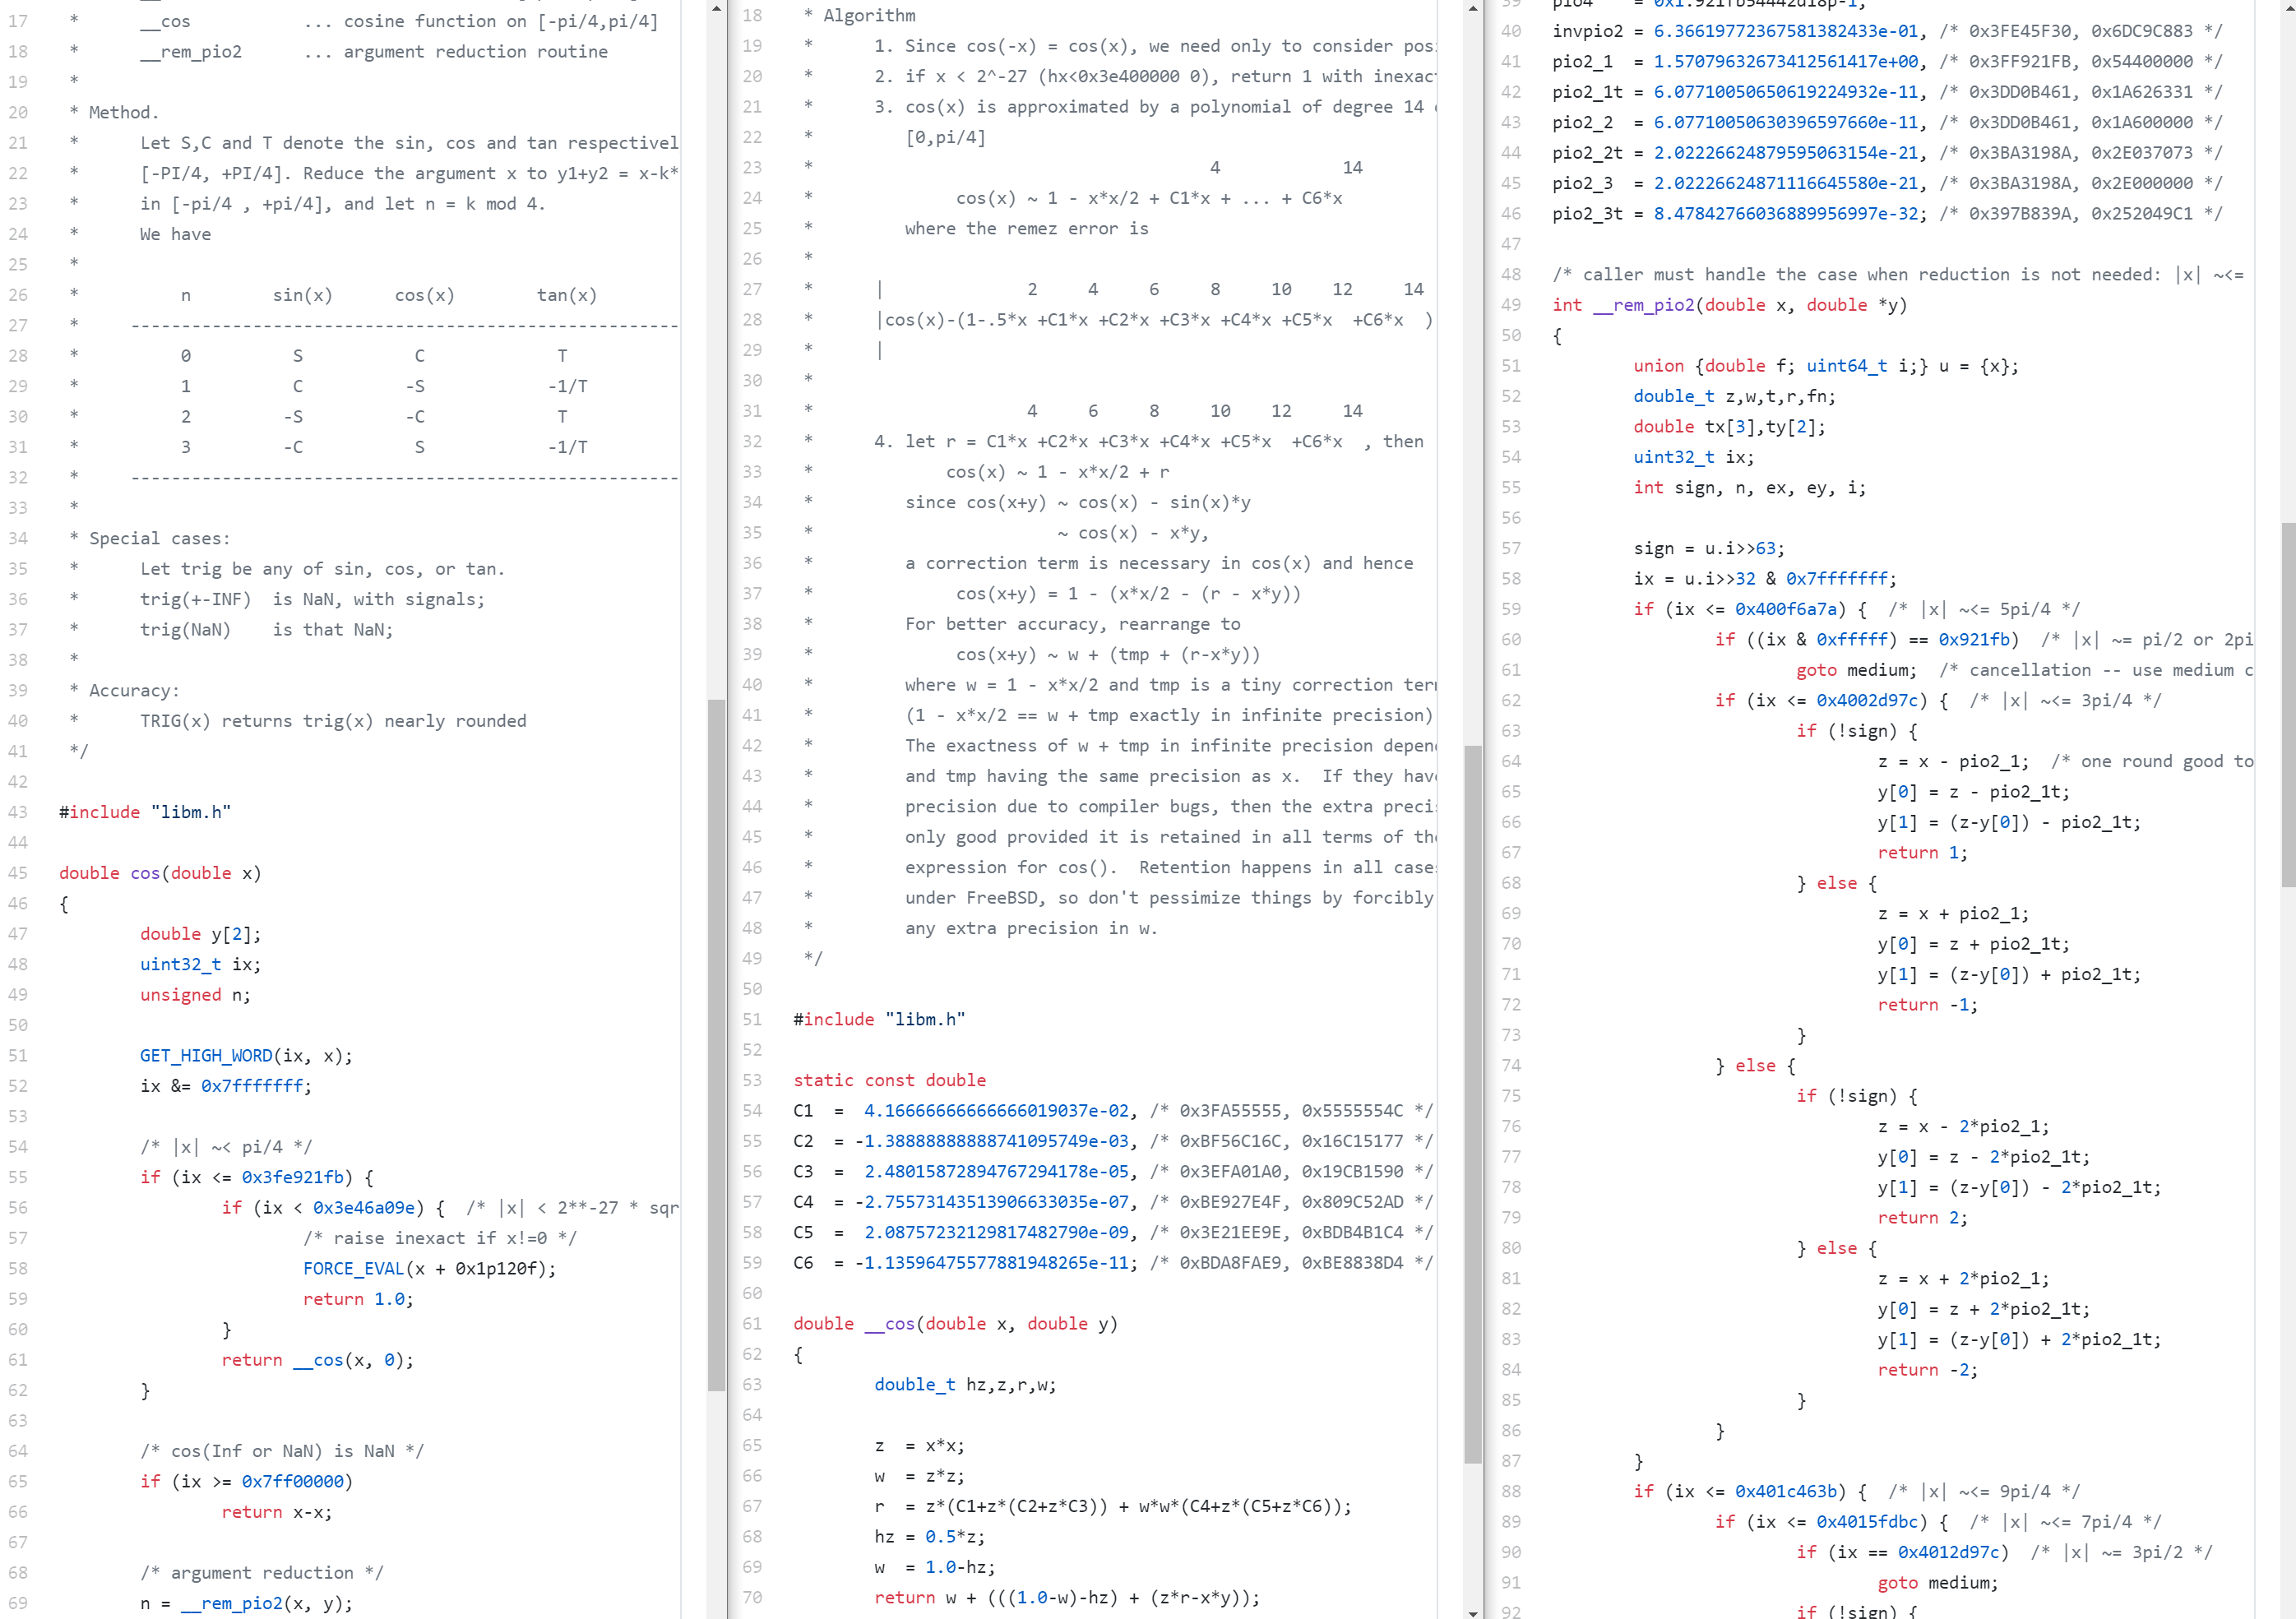 17 * __cos ... cosine function on [-pi/4,pi/4]
18 * __rem_pio2 ... argument reduction routine
19 *
20 * Method.
21 * Let S,C and T denote the sin, cos and tan respectivel
22 * [-PI/4, +PI/4]. Reduce the argument x to y1+y2 = x-k*
23 * in [-pi/4 , +pi/4], and let n = k mod 4.
24 * We have
25 *
26 * n sin(x) cos(x) tan(x)
27 * ------------------------------------------------------
28 * 0 S C T
29 * 1 C -S -1/T
30 * 2 -S -C T
31 * 3 -C S -1/T
32 * ------------------------------------------------------
33 *
34 * Special cases:
35 * Let trig be any of sin, cos, or tan.
36 * trig(+-INF) is NaN, with signals;
37 * trig(NaN) is that NaN;
38 *
39 * Accuracy:
40 * TRIG(x) returns trig(x) nearly rounded
41 */
42
43 #include "libm.h"
44
45 double cos(double x)
46 {
47 double y[2];
48 uint32_t ix;
49 unsigned n;
50
51 GET_HIGH_WORD(ix, x);
52 ix &= 0x7fffffff;
53
54 /* |x| ~< pi/4 */
55 if (ix <= 0x3fe921fb) {
56 if (ix < 0x3e46a09e) { /* |x| < 2**-27 * sqr
57 /* raise inexact if x!=0 */
58 FORCE_EVAL(x + 0x1p120f);
59 return 1.0;
60 }
61 return __cos(x, 0);
62 }
63
64 /* cos(Inf or NaN) is NaN */
65 if (ix >= 0x7ff00000)
66 return x-x;
67
68 /* argument reduction */
69 n = __rem_pio2(x, y);
18 * Algorithm
19 * 1. Since cos(-x) = cos(x), we need only to consider pos
20 * 2. if x < 2^-27 (hx<0x3e400000 0), return 1 with inexact
21 * 3. cos(x) is approximated by a polynomial of degree 14
22 * [0,pi/4]
23 * 4 14
24 * cos(x) ~ 1 - x*x/2 + C1*x + ... + C6*x
25 * where the remez error is
26 *
27 * | 2 4 6 8 10 12 14
28 * |cos(x)-(1-.5*x +C1*x +C2*x +C3*x +C4*x +C5*x +C6*x )
29 * |
30 *
31 * 4 6 8 10 12 14
32 * 4. let r = C1*x +C2*x +C3*x +C4*x +C5*x +C6*x , then
33 * cos(x) ~ 1 - x*x/2 + r
34 * since cos(x+y) ~ cos(x) - sin(x)*y
35 * ~ cos(x) - x*y,
36 * a correction term is necessary in cos(x) and hence
37 * cos(x+y) = 1 - (x*x/2 - (r - x*y))
38 * For better accuracy, rearrange to
39 * cos(x+y) ~ w + (tmp + (r-x*y))
40 * where w = 1 - x*x/2 and tmp is a tiny correction ter
41 * (1 - x*x/2 == w + tmp exactly in infinite precision)
42 * The exactness of w + tmp in infinite precision depen
43 * and tmp having the same precision as x. If they hav
44 * precision due to compiler bugs, then the extra preci
45 * only good provided it is retained in all terms of th
46 * expression for cos(). Retention happens in all case
47 * under FreeBSD, so don't pessimize things by forcibly
48 * any extra precision in w.
49 */
50
51 #include "libm.h"
52
53 static const double
54 C1 = 4.16666666666666019037e-02, /* 0x3FA55555, 0x5555554C */
55 C2 = -1.38888888888741095749e-03, /* 0xBF56C16C, 0x16C15177 */
56 C3 = 2.48015872894767294178e-05, /* 0x3EFA01A0, 0x19CB1590 */
57 C4 = -2.75573143513906633035e-07, /* 0xBE927E4F, 0x809C52AD */
58 C5 = 2.08757232129817482790e-09, /* 0x3E21EE9E, 0xBDB4B1C4 */
59 C6 = -1.13596475577881948265e-11; /* 0xBDA8FAE9, 0xBE8838D4 */
60
61 double __cos(double x, double y)
62 {
63 double_t hz,z,r,w;
64
65 z = x*x;
66 w = z*z;
67 r = z*(C1+z*(C2+z*C3)) + w*w*(C4+z*(C5+z*C6));
68 hz = 0.5*z;
69 w = 1.0-hz;
70 return w + (((1.0-w)-hz) + (z*r-x*y));
39 pio4 = 0x1.921fb54442d18p-1,
40 invpio2 = 6.36619772367581382433e-01, /* 0x3FE45F30, 0x6DC9C883 */
41 pio2_1 = 1.57079632673412561417e+00, /* 0x3FF921FB, 0x54400000 */
42 pio2_1t = 6.07710050650619224932e-11, /* 0x3DD0B461, 0x1A626331 */
43 pio2_2 = 6.07710050630396597660e-11, /* 0x3DD0B461, 0x1A600000 */
44 pio2_2t = 2.02226624879595063154e-21, /* 0x3BA3198A, 0x2E037073 */
45 pio2_3 = 2.02226624871116645580e-21, /* 0x3BA3198A, 0x2E000000 */
46 pio2_3t = 8.47842766036889956997e-32; /* 0x397B839A, 0x252049C1 */
47
48 /* caller must handle the case when reduction is not needed: |x| ~<=
49 int __rem_pio2(double x, double *y)
50 {
51 union {double f; uint64_t i;} u = {x};
52 double_t z,w,t,r,fn;
53 double tx[3],ty[2];
54 uint32_t ix;
55 int sign, n, ex, ey, i;
56
57 sign = u.i>>63;
58 ix = u.i>>32 & 0x7fffffff;
59 if (ix <= 0x400f6a7a) { /* |x| ~<= 5pi/4 */
60 if ((ix & 0xfffff) == 0x921fb) /* |x| ~= pi/2 or 2pi
61 goto medium; /* cancellation -- use medium c
62 if (ix <= 0x4002d97c) { /* |x| ~<= 3pi/4 */
63 if (!sign) {
64 z = x - pio2_1; /* one round good to
65 y[0] = z - pio2_1t;
66 y[1] = (z-y[0]) - pio2_1t;
67 return 1;
68 } else {
69 z = x + pio2_1;
70 y[0] = z + pio2_1t;
71 y[1] = (z-y[0]) + pio2_1t;
72 return -1;
73 }
74 } else {
75 if (!sign) {
76 z = x - 2*pio2_1;
77 y[0] = z - 2*pio2_1t;
78 y[1] = (z-y[0]) - 2*pio2_1t;
79 return 2;
80 } else {
81 z = x + 2*pio2_1;
82 y[0] = z + 2*pio2_1t;
83 y[1] = (z-y[0]) + 2*pio2_1t;
84 return -2;
85 }
86 }
87 }
88 if (ix <= 0x401c463b) { /* |x| ~<= 9pi/4 */
89 if (ix <= 0x4015fdbc) { /* |x| ~<= 7pi/4 */
90 if (ix == 0x4012d97c) /* |x| ~= 3pi/2 */
91 goto medium;
92 if (!sign) {